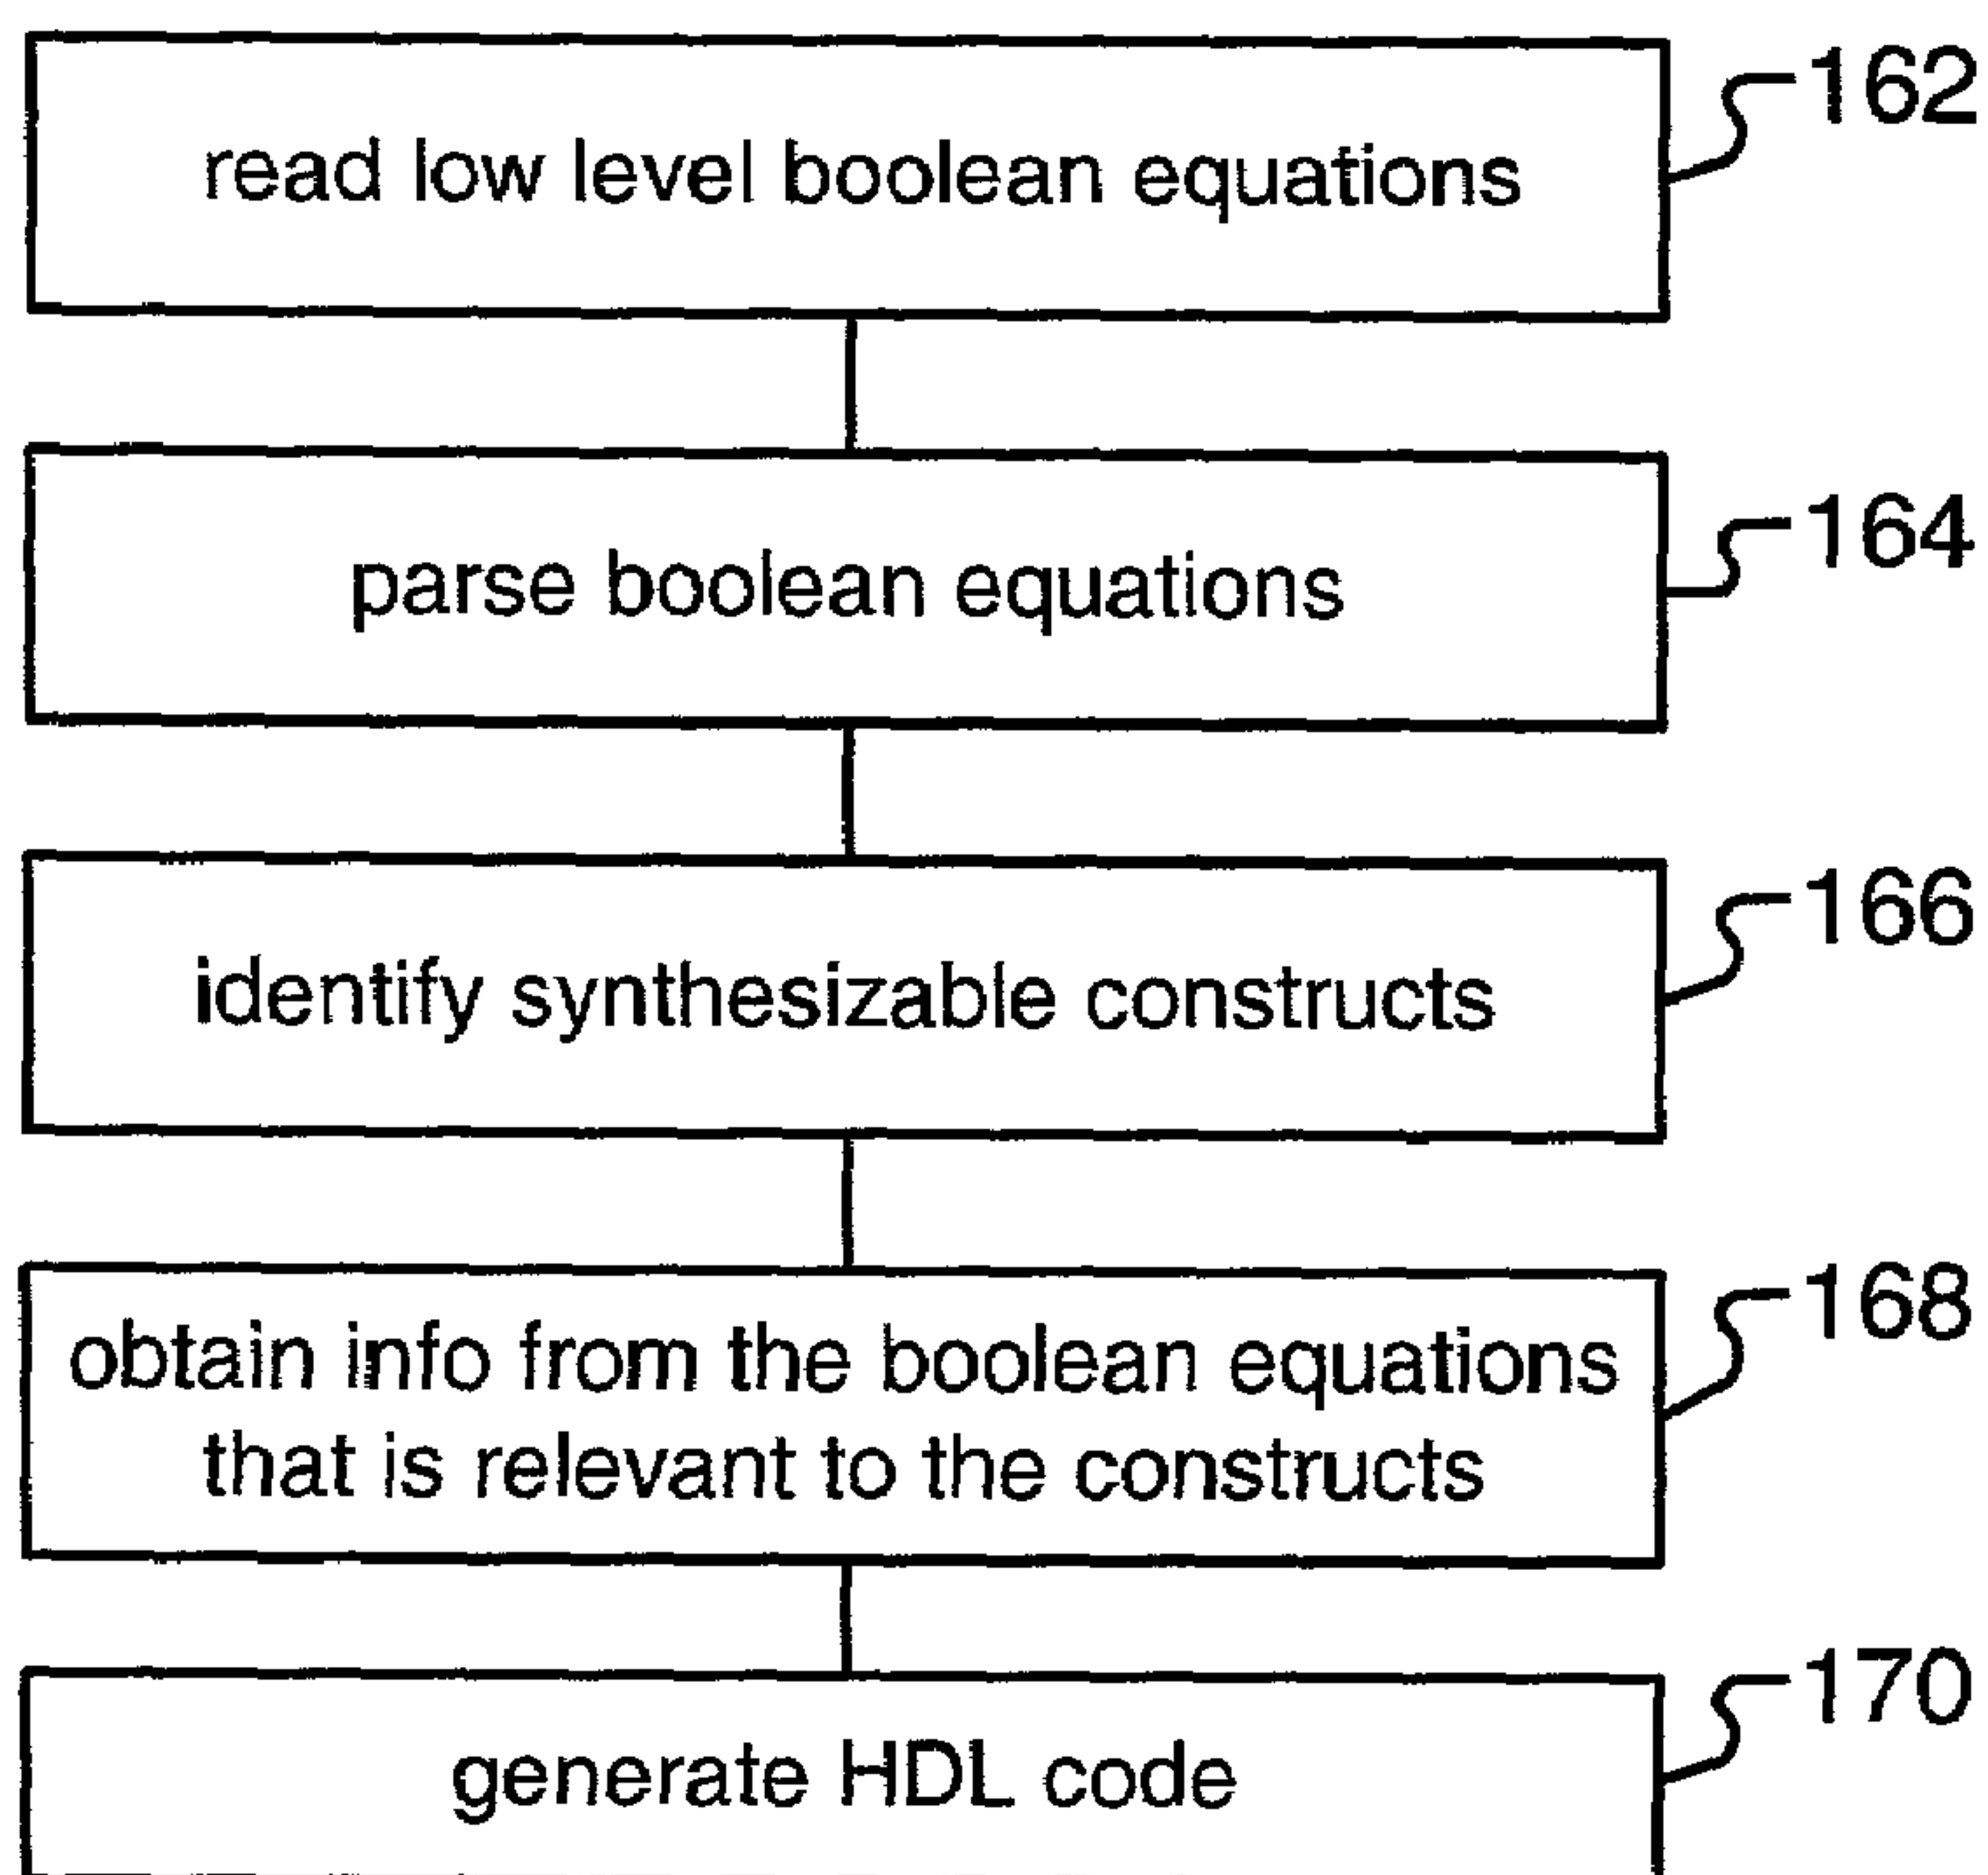 162
read low level boolean equations
164
parse boolean equations
166
identify synthesizable constructs
168
obtain info from the boolean equations
that is relevant to the constructs
170
generate HDL code